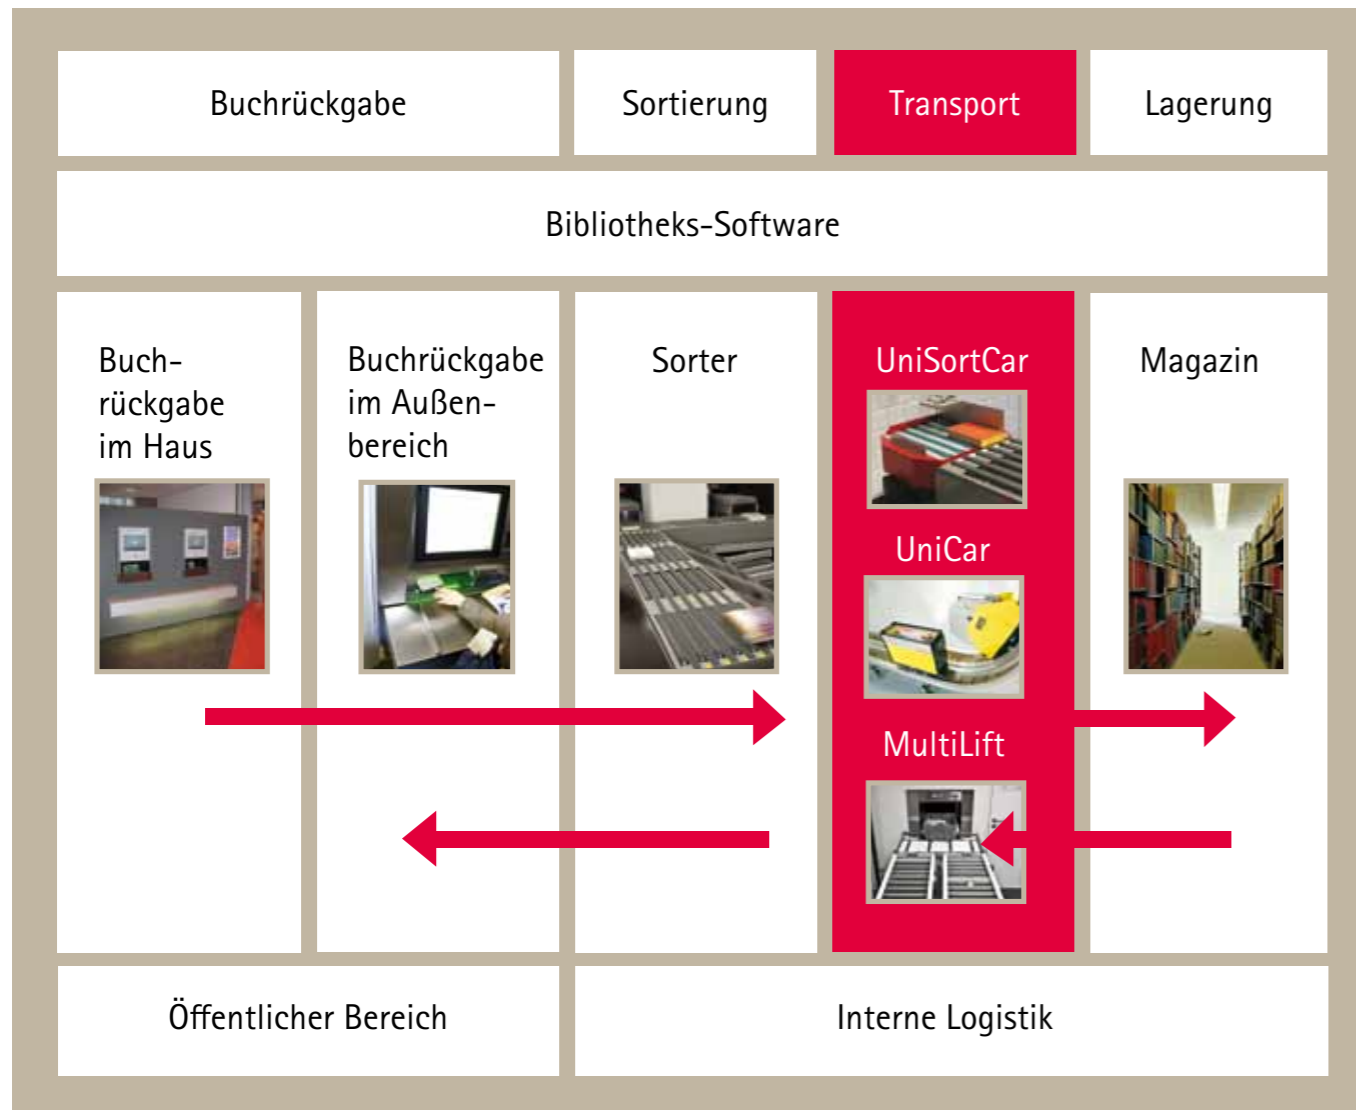 Buchrückgabe
Sortierung
Transport
Lagerung
Bibliotheks-Software
Buch-
rückgabe
im Haus
Buchrückgabe
im Außen-
bereich
Sorter
UniSortCar
UniCar
MultiLift
Magazin
Öffentlicher Bereich
Interne Logistik